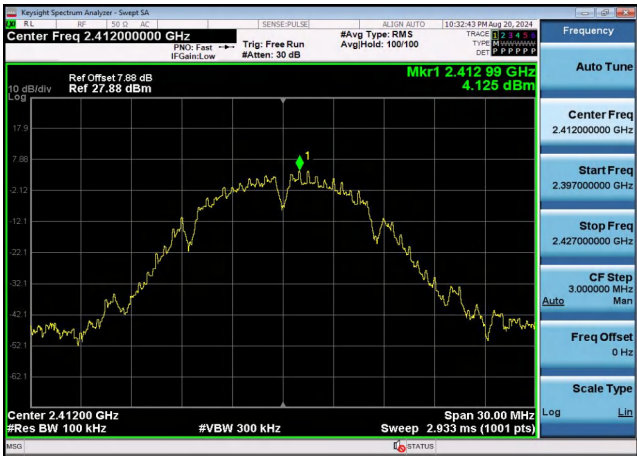 Keysight Spectrum Analyzer - Swept SA
RL RF 50 Ω AC SENSE:PULSE ALIGN AUTO 10:32:43 PM Aug 20, 2024
Center Freq 2.412000000 GHz
PNO: Fast
IFGain:Low
Trig: Free Run
#Atten: 30 dB
#Avg Type: RMS
Avg|Hold: 100/100
TRACE 1 2 3 4 5 6
TYPE M W W W W W
DET P P P P P P
Ref Offset 7.88 dB
10 dB/div Ref 27.88 dBm
Log
Mkr1 2.412 99 GHz
4.125 dBm
17.9
7.88
1
-2.12
-12.1
-22.1
-32.1
-42.1
-52.1
-62.1
Center 2.41200 GHz Span 30.00 MHz
#Res BW 100 kHz #VBW 300 kHz Sweep 2.933 ms (1001 pts)
MSG STATUS
Frequency
Auto Tune
Center Freq
2.412000000 GHz
Start Freq
2.397000000 GHz
Stop Freq
2.427000000 GHz
CF Step
3.000000 MHz
Auto Man
Freq Offset
0 Hz
Scale Type
Log Lin